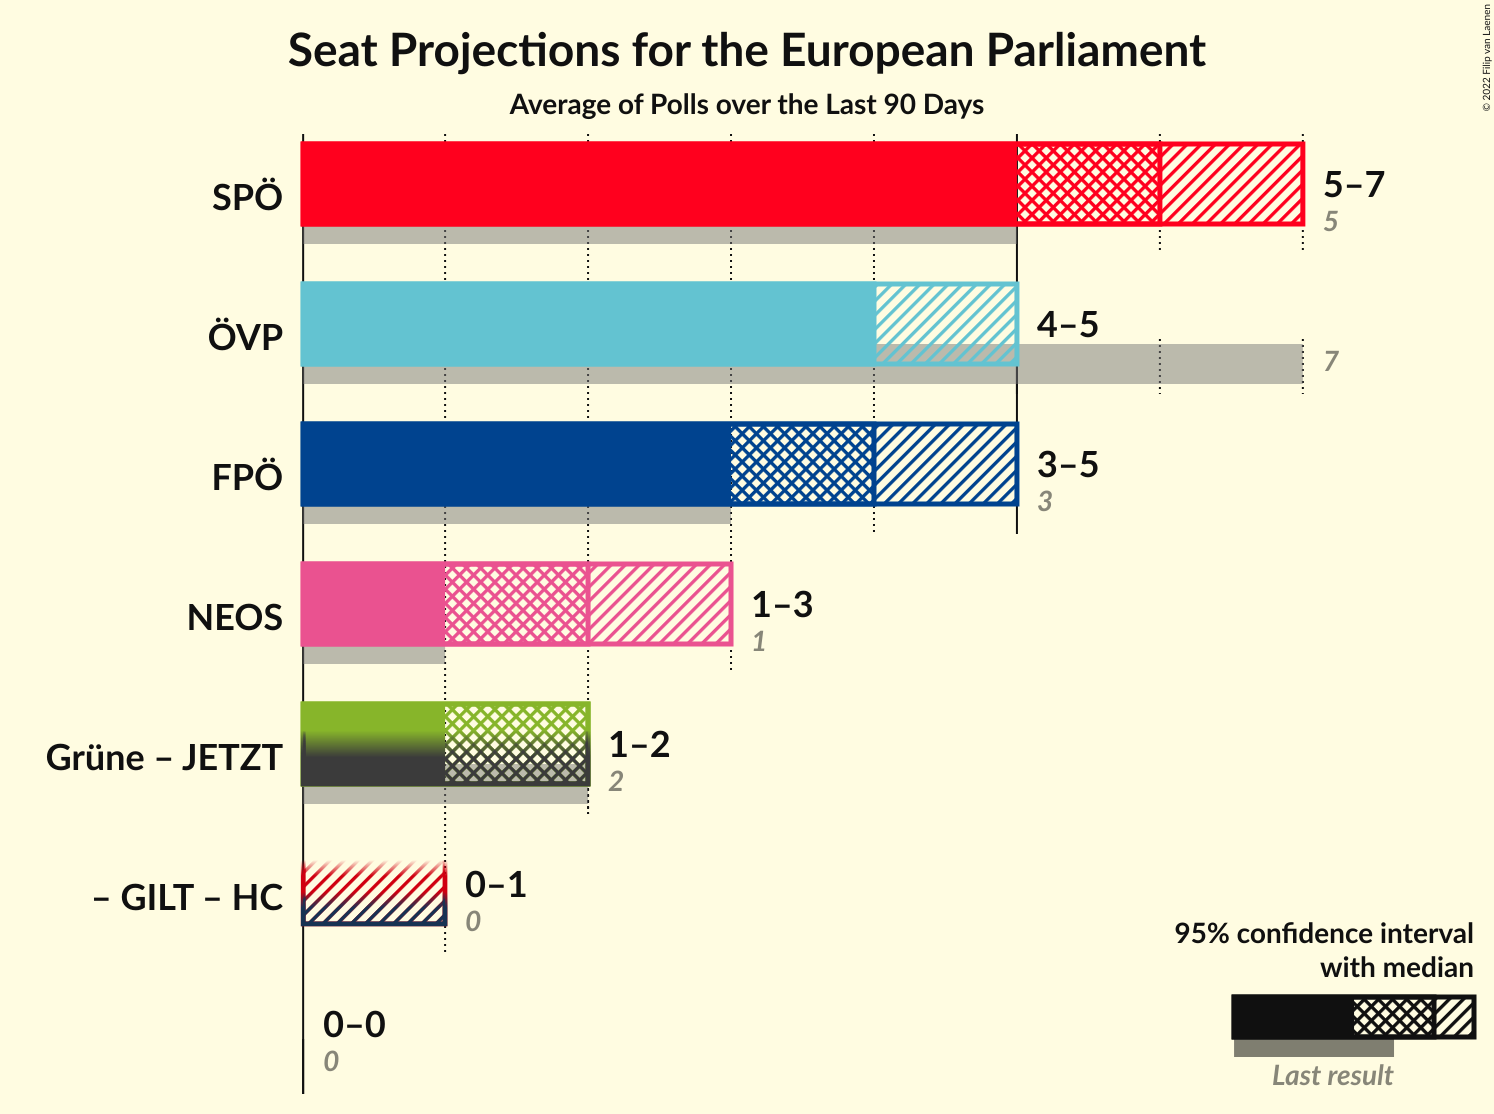 Seat Projections for the European Parliament
Average of Polls over the Last 90 Days
© 2022 Filip van Laenen
SPÖ
5–7
5
ÖVP
4–5
7
FPÖ
3–5
3
NEOS
1–3
1
Grüne – JETZT
1–2
2
– GILT – HC
0–1
0
0–0
0
95% confidence interval
with median
Last result